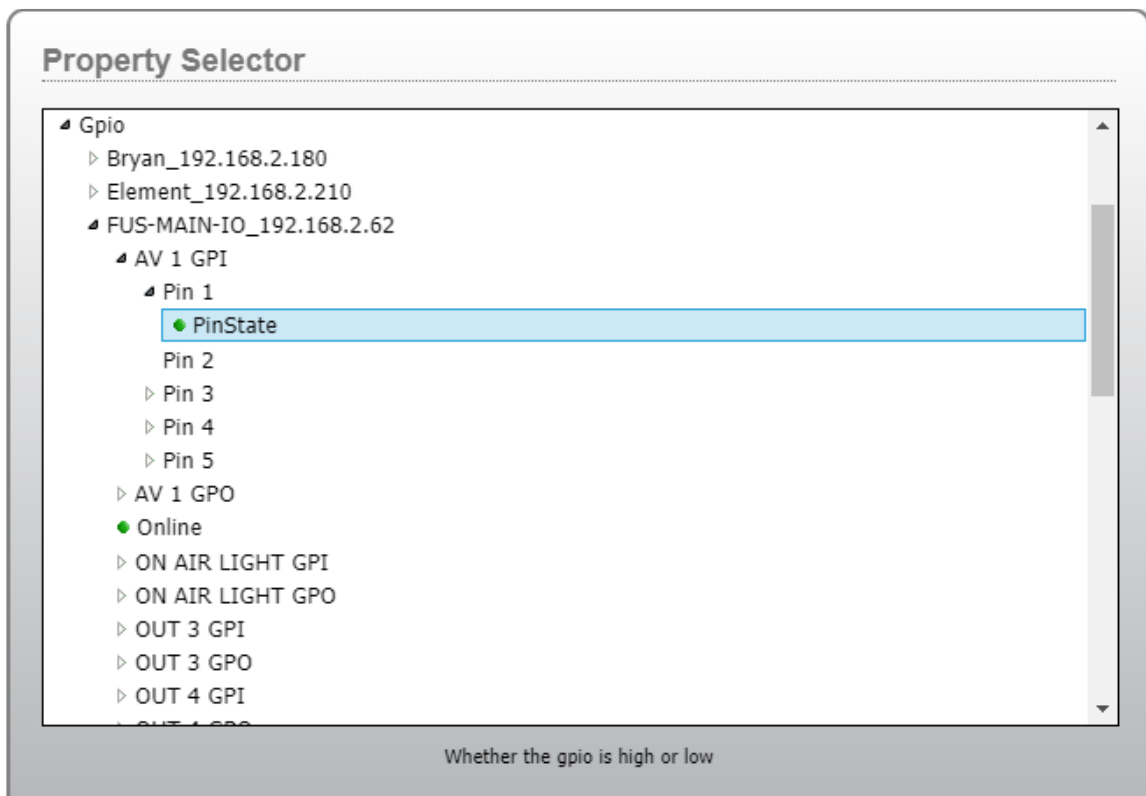 Property Selector
Gpio
Bryan_192.168.2.180
Element_192.168.2.210
FUS-MAIN-IO_192.168.2.62
AV 1 GPI
Pin 1
PinState
Pin 2
Pin 3
Pin 4
Pin 5
AV 1 GPO
Online
ON AIR LIGHT GPI
ON AIR LIGHT GPO
OUT 3 GPI
OUT 3 GPO
OUT 4 GPI
Whether the gpio is high or low